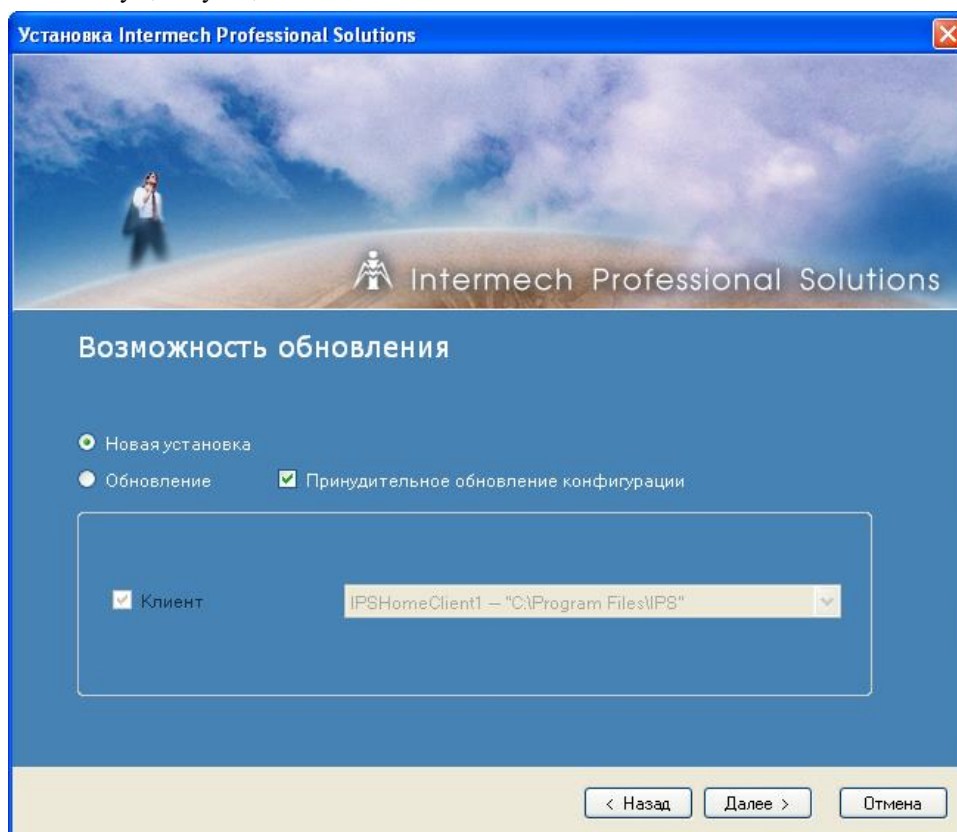 Установка Intermech Professional Solutions
Intermech Professional Solutions
Возможность обновления
Новая установка
Обновление
Принудительное обновление конфигурации
Клиент
IPSHomeClient1 — "C:\Program Files\IPS"
< Назад
Далее >
Отмена